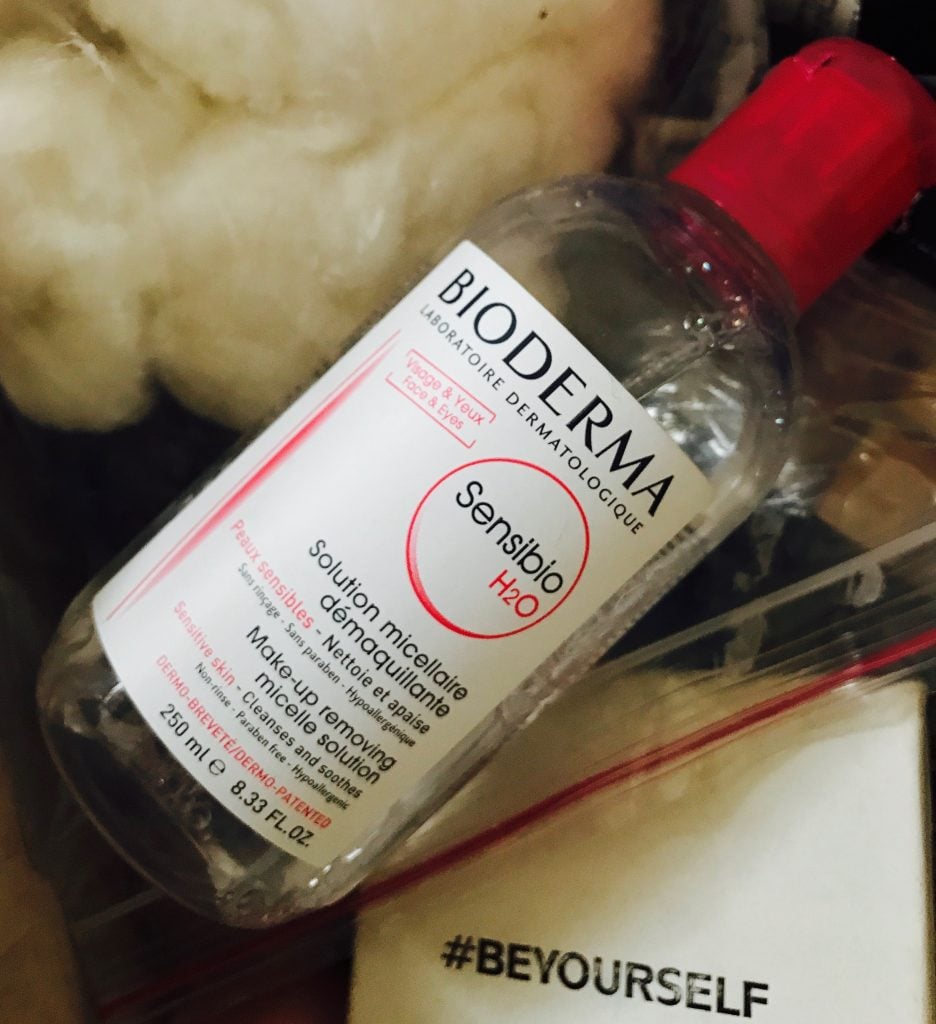 BIODERMA
LABORATOIRE DERMATOLOGIQUE
Visage & Yeux
Face & Eyes
Sensibio
H2O
Solution micellaire
démaquillante
Peaux sensibles - Nettoie et apaise
Sans rinçage - Sans paraben - Hypoallergénique
Make-up removing
micelle solution
Sensitive skin - Cleanses and soothes
Non-rinse - Paraben free - Hypoallergenic
DERMO-BREVETÉ/DERMO-PATENTED
250 ml ℮ 8.33 FL.OZ.
#BEYOURSELF